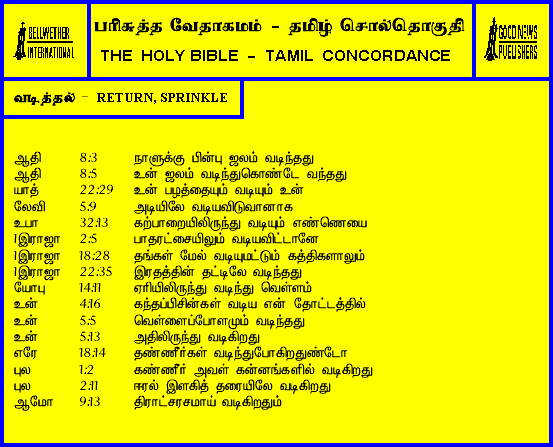 BELLWETHER
INTERNATIONAL
பரிசுத்த வேதாகமம் - தமிழ் சொல்தொகுதி
THE HOLY BIBLE - TAMIL CONCORDANCE
GOOD NEWS
PUBLISHERS
வடித்தல் - RETURN, SPRINKLE
ஆதி 8:3 நாளுக்கு பின்பு ஜலம் வடிந்தது
ஆதி 8:5 உன் ஜலம் வடிந்துகொண்டே வந்தது
யாத் 22:29 உன் பழத்தையும் வடியும் உன்
லேவி 5:9 அடியிலே வடியவிடுவானாக
உபா 32:13 கற்பாறையிலிருந்து வடியும் எண்ணெயை
1இராஜா 2:5 பாதரட்சையிலும் வடியவிட்டானே
1இராஜா 18:28 தங்கள் மேல் வடியுமட்டும் கத்திகளாலும்
1இராஜா 22:35 இரதத்தின் தட்டிலே வடிந்தது
யோபு 14:11 ஏரியிலிருந்து வடிந்து வெள்ளம்
உன் 4:16 கந்தப்பிசின்கள் வடிய என் தோட்டத்தில்
உன் 5:5 வெள்ளைப்போளமும் வடிந்தது
உன் 5:13 அதிலிருந்து வடிகிறது
எரே 18:14 தண்ணீர்கள் வடிந்துபோகிறதுண்டோ
புல 1:2 கண்ணீர் அவள் கன்னங்களில் வடிகிறது
புல 2:11 ஈரல் இளகித் தரையிலே வடிகிறது
ஆமோ 9:13 திராட்சரசமாய் வடிகிறதும்